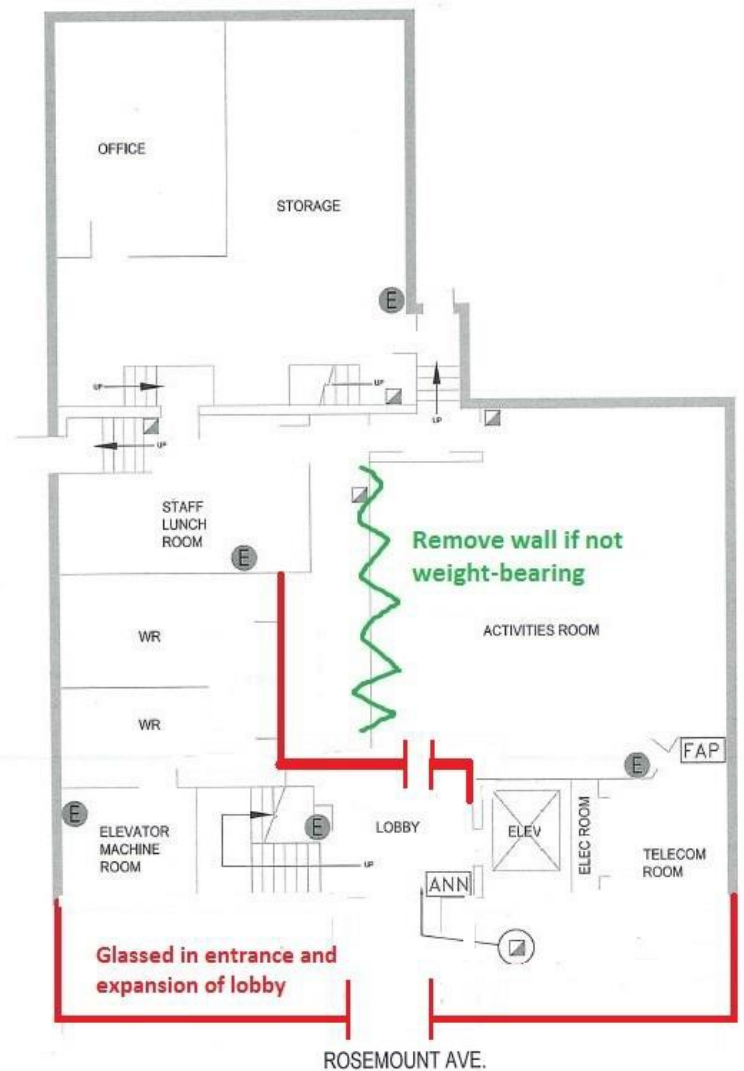 OFFICE
STORAGE
E
UP
UP
UP
UP
STAFF
LUNCH
ROOM
E
Remove wall if not
weight-bearing
WR
ACTIVITIES ROOM
WR
FAP
E
E
ELEVATOR
MACHINE
ROOM
E
LOBBY
UP
ELEV
ELEC ROOM
TELECOM
ROOM
ANN
Glassed in entrance and
expansion of lobby
ROSEMOUNT AVE.